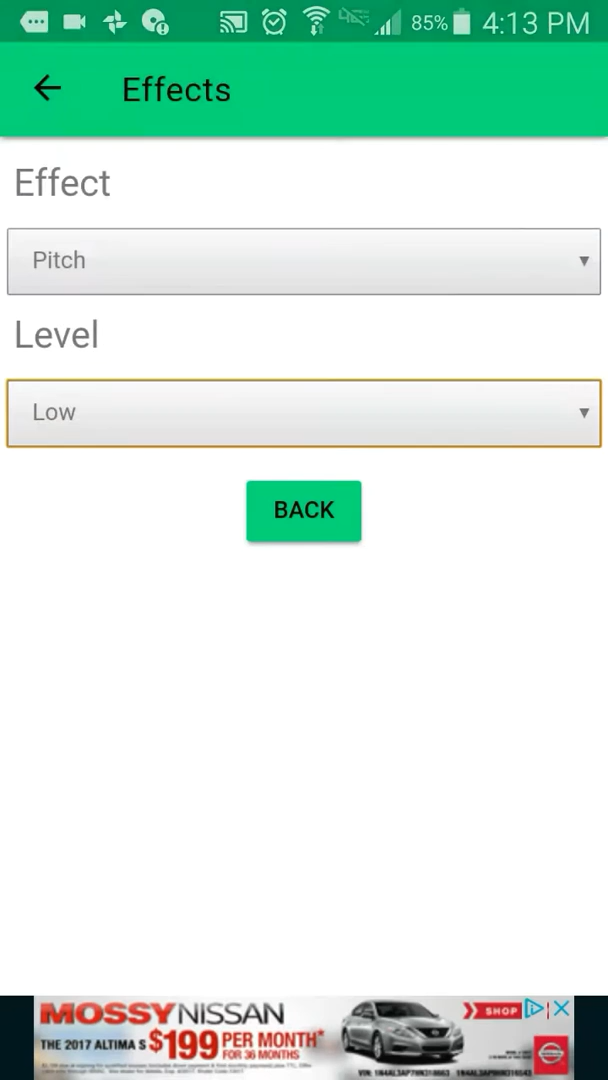 85% 4:13 PM
Effects
Effect
Pitch
Level
Low
BACK
MOSSY NISSAN
SHOP
THE 2017 ALTIMA S $199 PER MONTH*
FOR 36 MONTHS